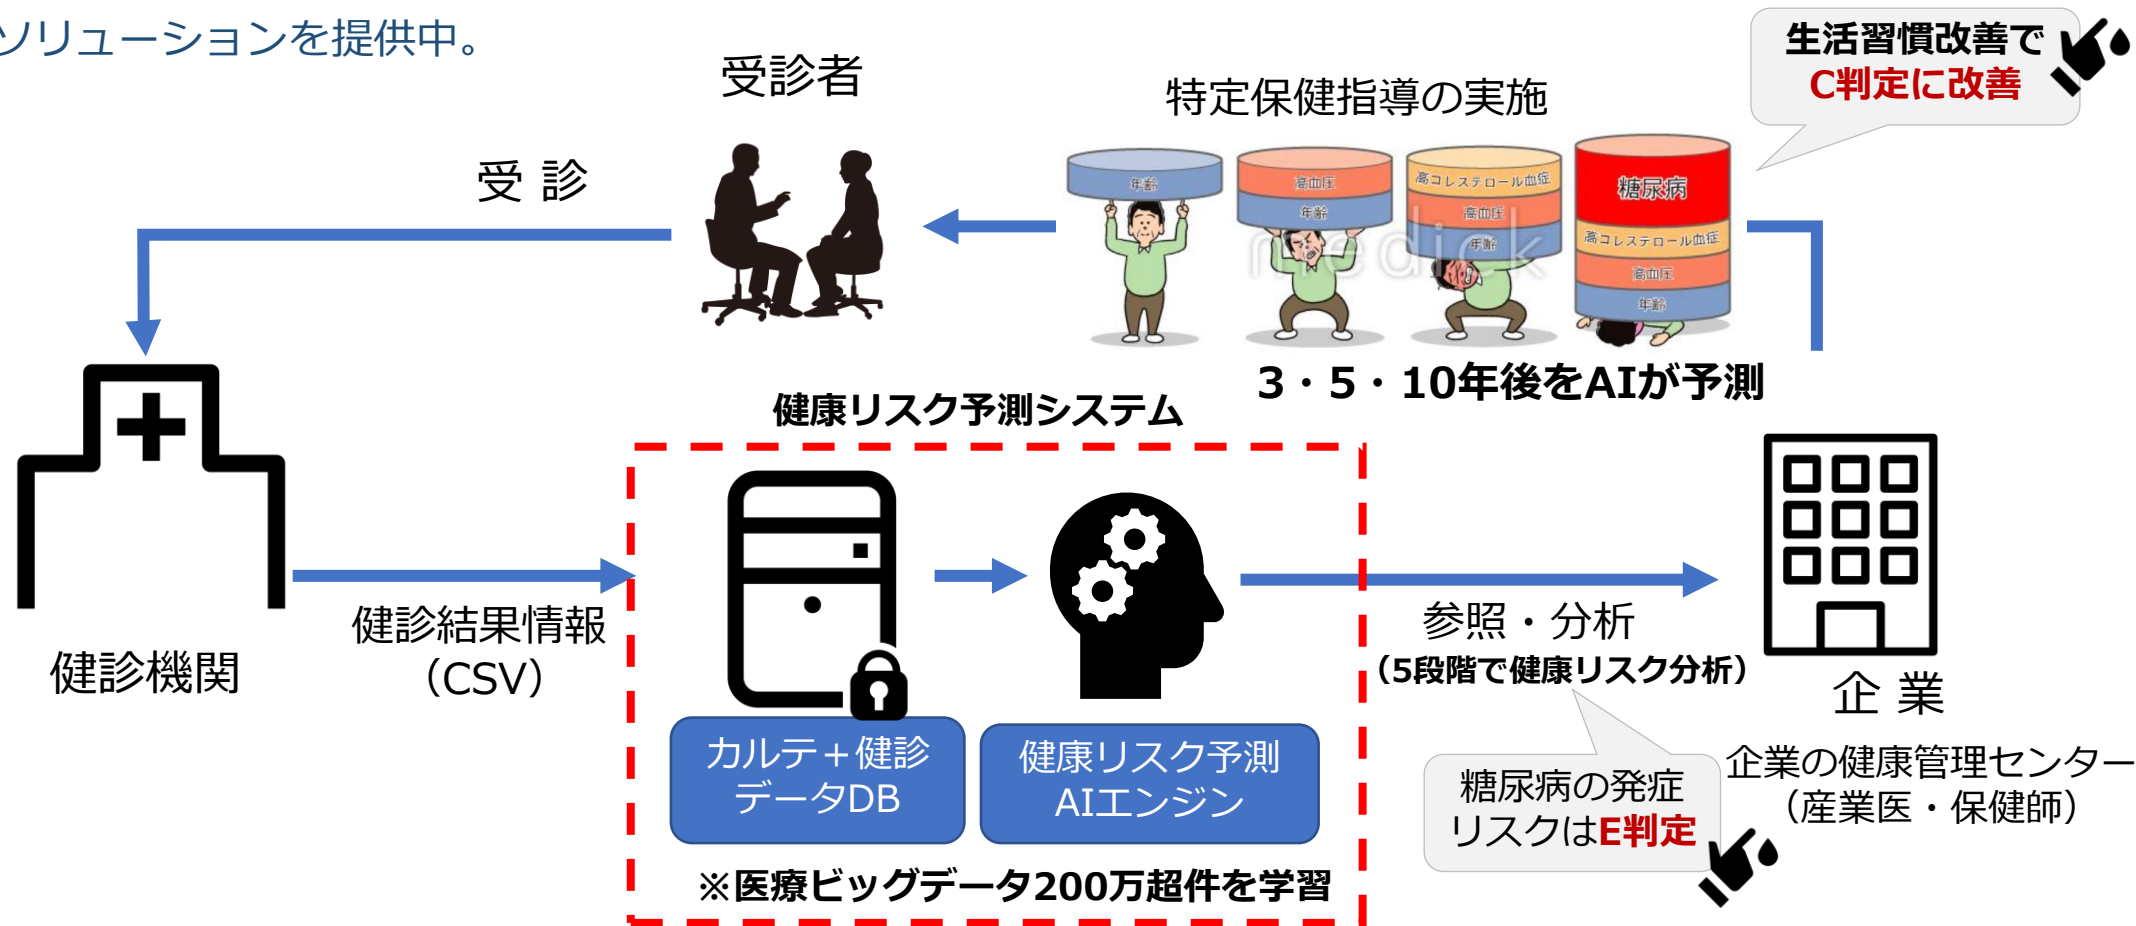 ソリューションを提供中。
受診者
特定保健指導の実施
生活習慣改善で
C判定に改善
受 診
年齢
高血圧
年齢
高コレステロール血症
高血圧
年齢
糖尿病
高コレステロール血症
高血圧
年齢
medick
3・5・10年後をAIが予測
健康リスク予測システム
健診機関
健診結果情報
（CSV）
カルテ＋健診
データDB
健康リスク予測
AIエンジン
※医療ビッグデータ200万超件を学習
参照・分析
（5段階で健康リスク分析）
糖尿病の発症
リスクはE判定
企 業
企業の健康管理センター
（産業医・保健師）